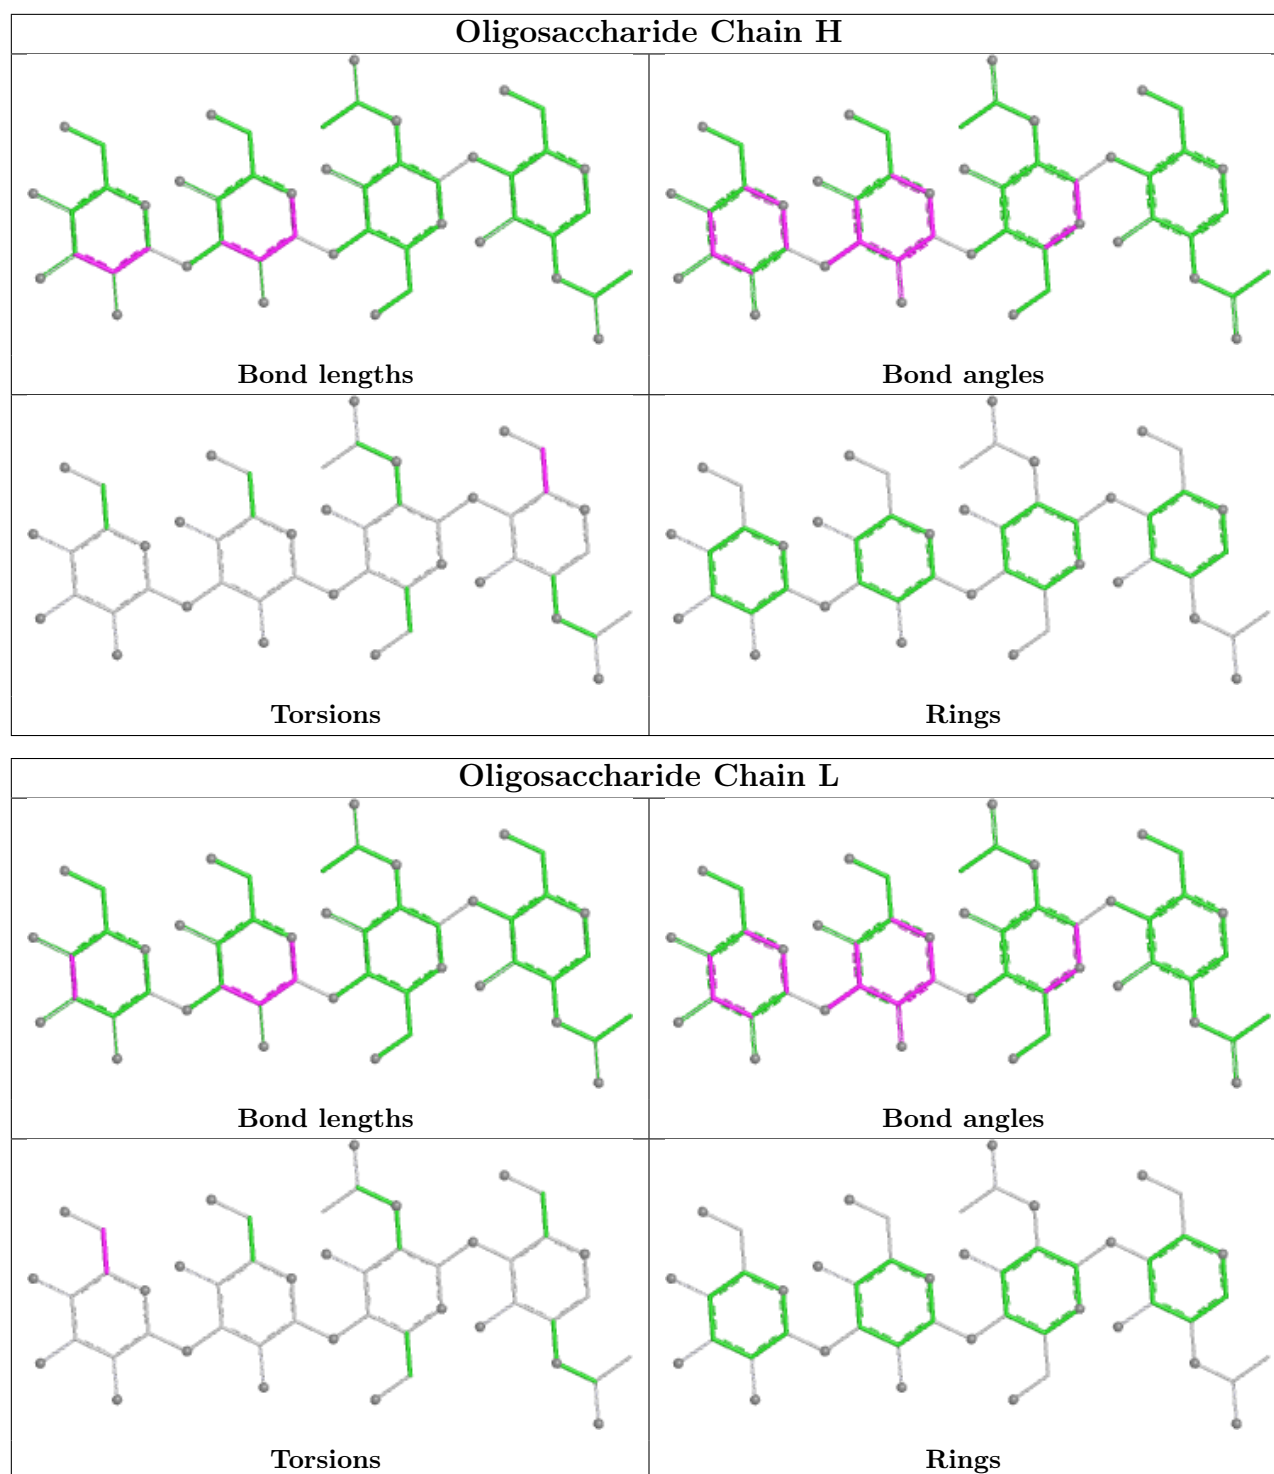 Oligosaccharide Chain H
Bond lengths
Bond angles
Torsions
Rings
Oligosaccharide Chain L
Bond lengths
Bond angles
Torsions
Rings